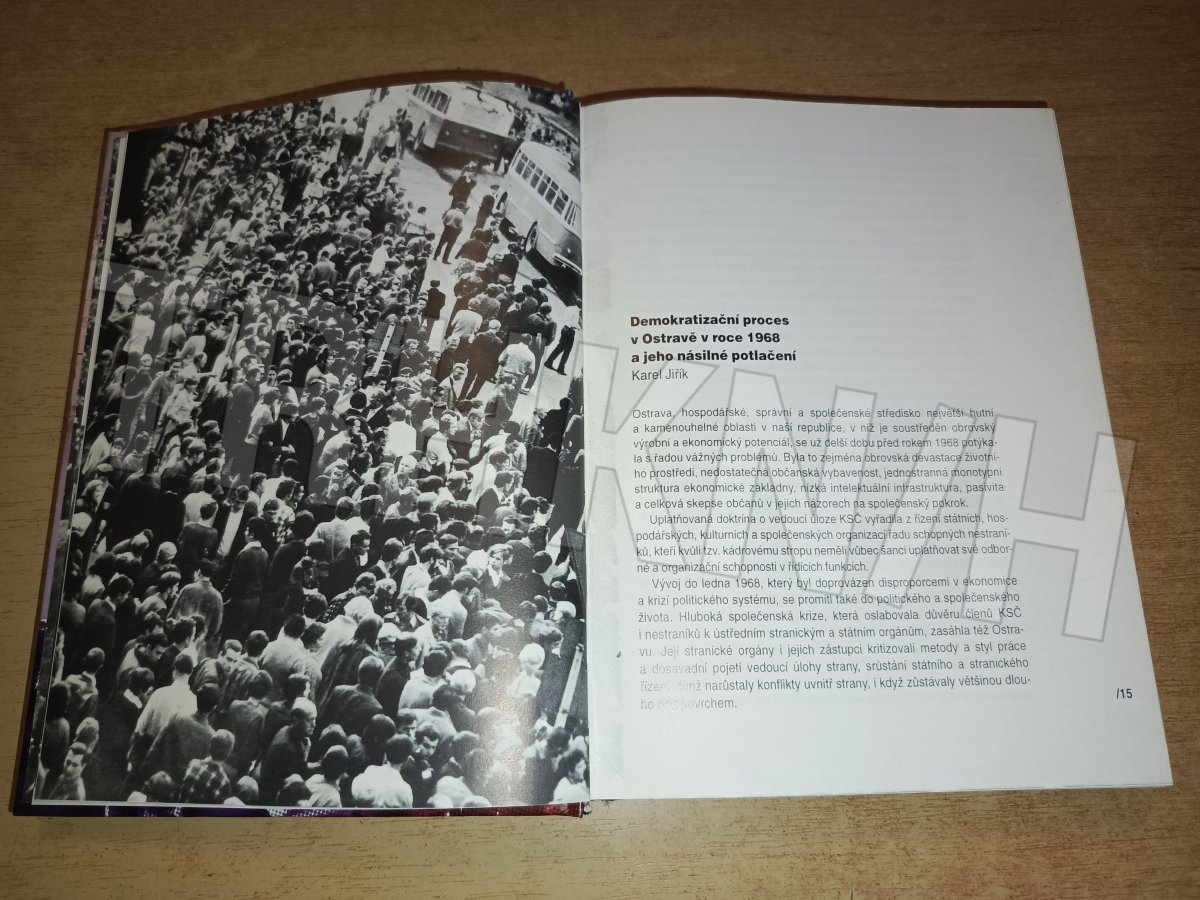 Demokratizační proces
v Ostravě v roce 1968
a jeho násilné potlačení
Karel Jiřík
Ostrava, hospodářské, správní a společenské středisko největší hutní
a kamenouhelné oblasti v naší republice, v níž je soustředěn obrovský
výrobní a ekonomický potenciál, se už delší dobu před rokem 1968 potýka-
la s řadou vážných problémů. Byla to zejména obrovská devastace životní-
ho prostředí, nedostatečná občanská vybavenost, jednostranná monotypní
struktura ekonomické základny, nízká intelektuální infrastruktura, pasivita
a celková skepse občanů v jejich názorech na společenský pokrok.
Uplatňovaná doktrina o vedoucí úloze KSČ vyřadila z řízení státních, hos-
podářských, kulturních a společenských organizací řadu schopných nestraní-
ků, kteří kvůli tzv. kádrovému stropu neměli vůbec šanci uplatňovat své odbor-
né a organizační schopnosti v řídících funkcích.
Vývoj do ledna 1968, který byl doprovázen disproporcemi v ekonomice
a krizí politického systému, se promítl také do politického a společenského
života. Hluboká společenská krize, která oslabovala důvěru členů KSČ
i nestraníků k ústředním stranickým a státním orgánům, zasáhla též Ostra-
vu. Její stranické orgány i jejich zástupci kritizovali metody a styl práce
a dosavadní pojetí vedoucí úlohy strany, srůstání státního a stranického
řízení, čímž narůstaly konflikty uvnitř strany, i když zůstávaly většinou dlou-
ho pod povrchem.
/15
KNIH